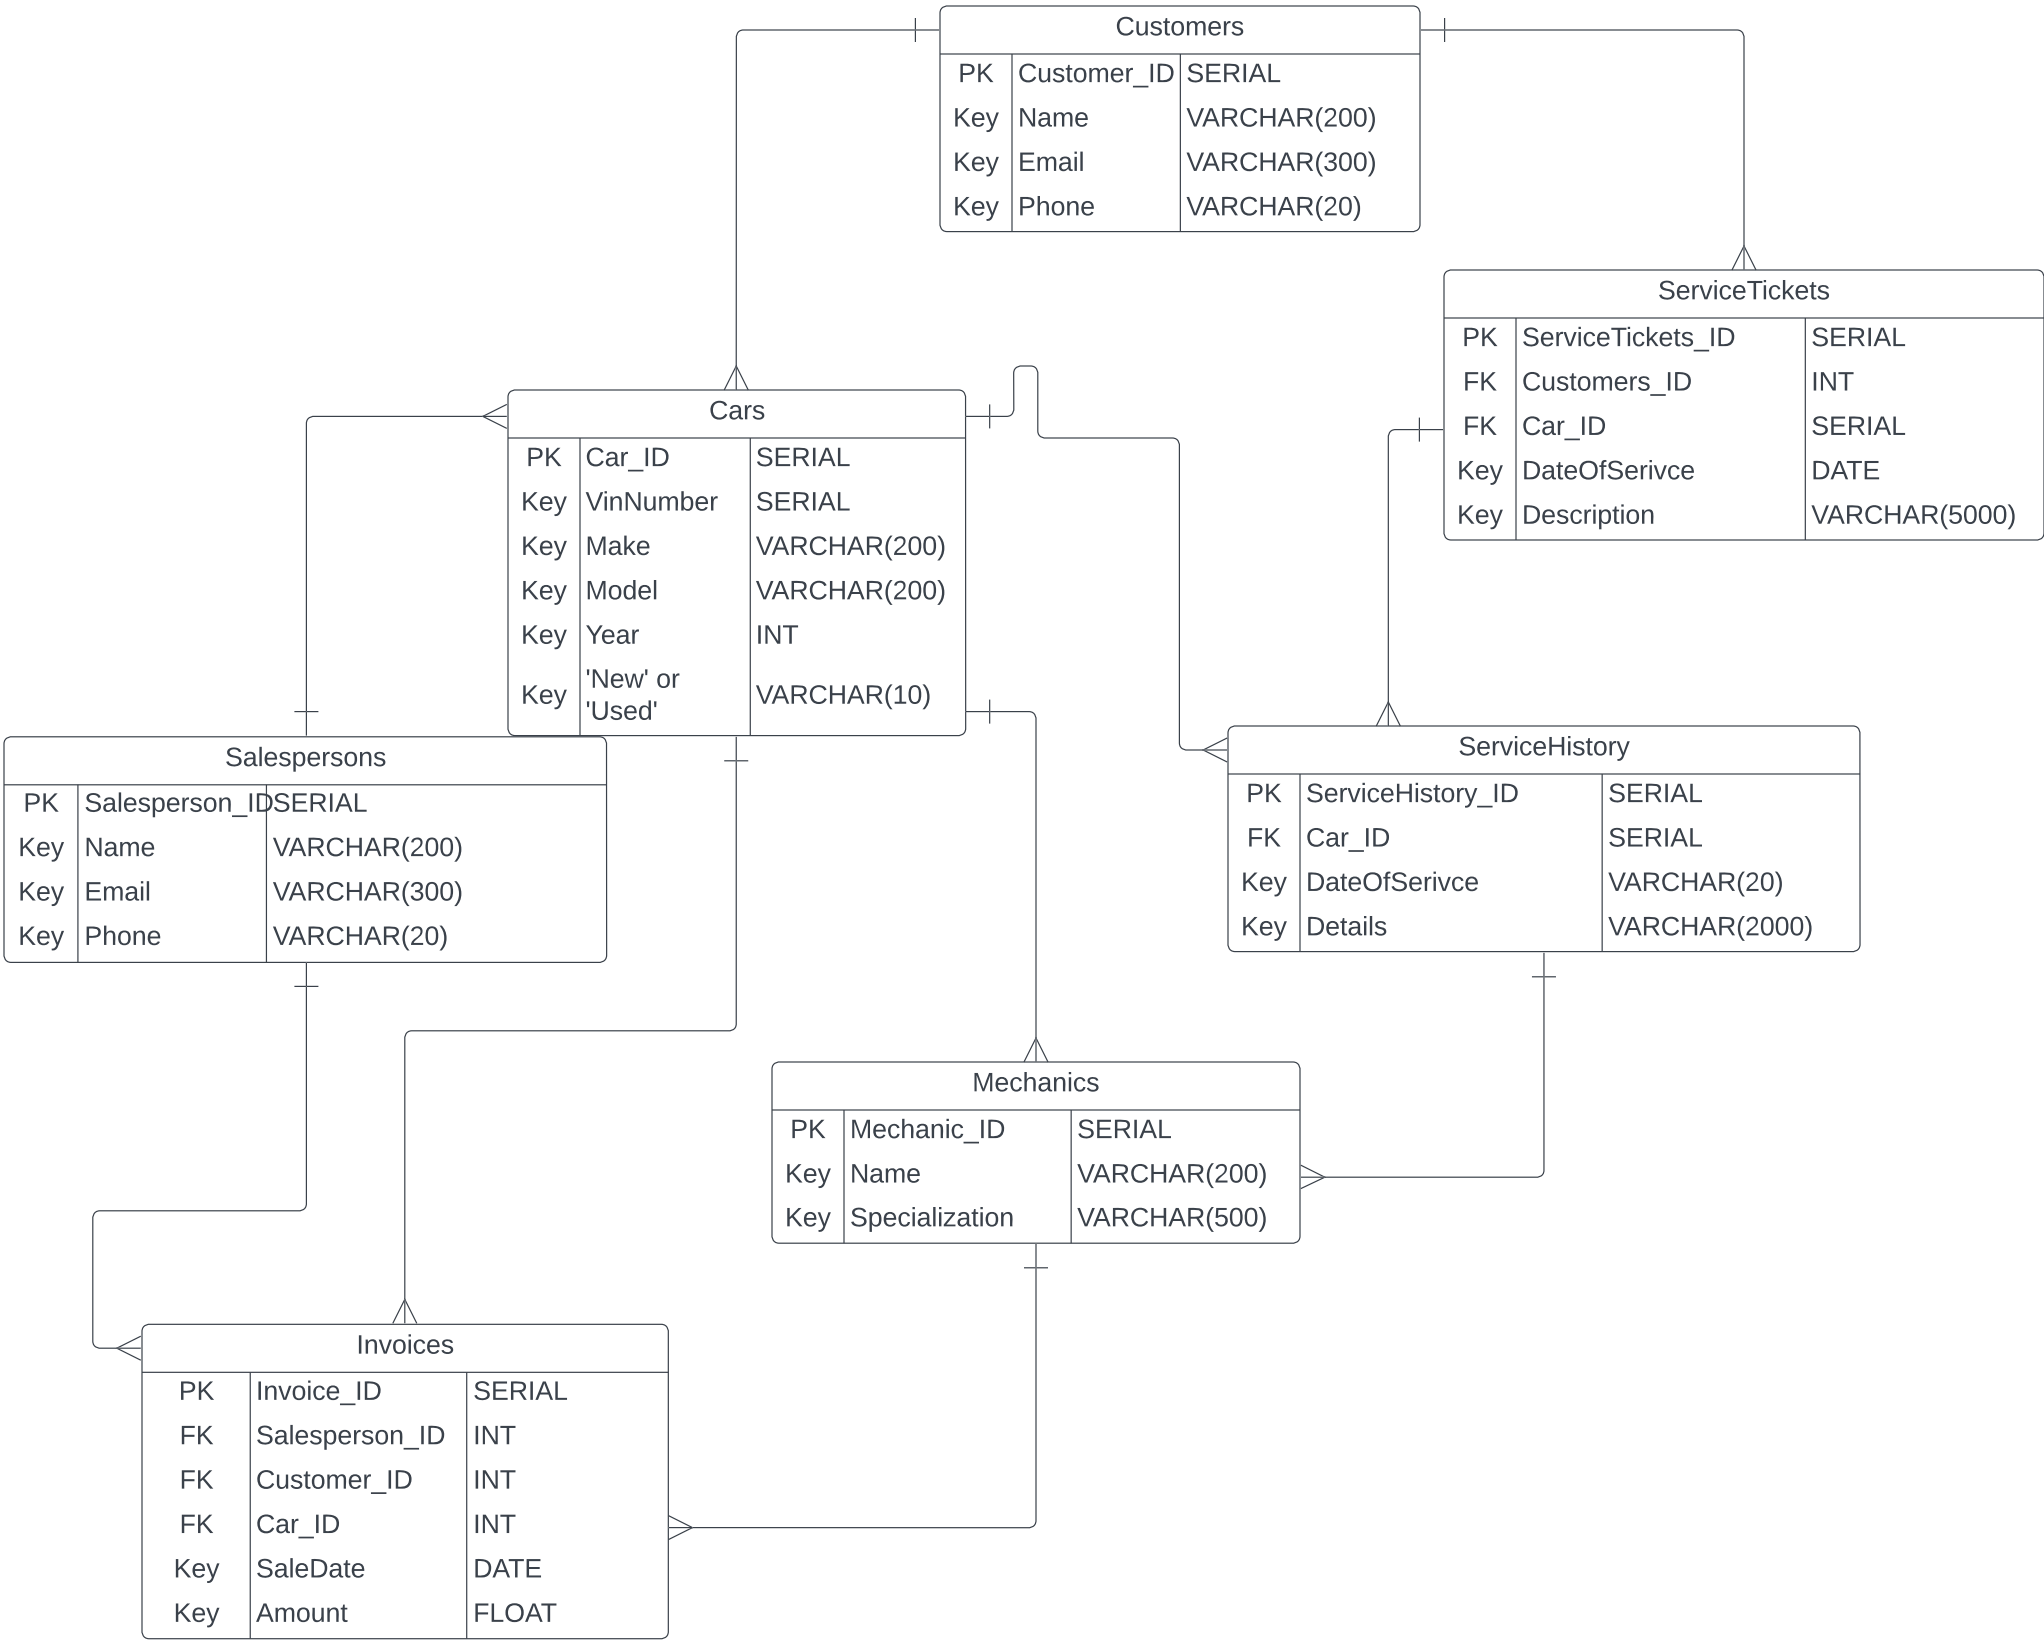 Customers
PK Customer_ID SERIAL
Key Name VARCHAR(200)
Key Email VARCHAR(300)
Key Phone VARCHAR(20)
ServiceTickets
PK ServiceTickets_ID SERIAL
FK Customers_ID INT
FK Car_ID SERIAL
Key DateOfSerivce DATE
Key Description VARCHAR(5000)
Cars
PK Car_ID SERIAL
Key VinNumber SERIAL
Key Make VARCHAR(200)
Key Model VARCHAR(200)
Key Year INT
Key 'New' or 'Used' VARCHAR(10)
Salespersons
PK Salesperson_ID SERIAL
Key Name VARCHAR(200)
Key Email VARCHAR(300)
Key Phone VARCHAR(20)
ServiceHistory
PK ServiceHistory_ID SERIAL
FK Car_ID SERIAL
Key DateOfSerivce VARCHAR(20)
Key Details VARCHAR(2000)
Mechanics
PK Mechanic_ID SERIAL
Key Name VARCHAR(200)
Key Specialization VARCHAR(500)
Invoices
PK Invoice_ID SERIAL
FK Salesperson_ID INT
FK Customer_ID INT
FK Car_ID INT
Key SaleDate DATE
Key Amount FLOAT